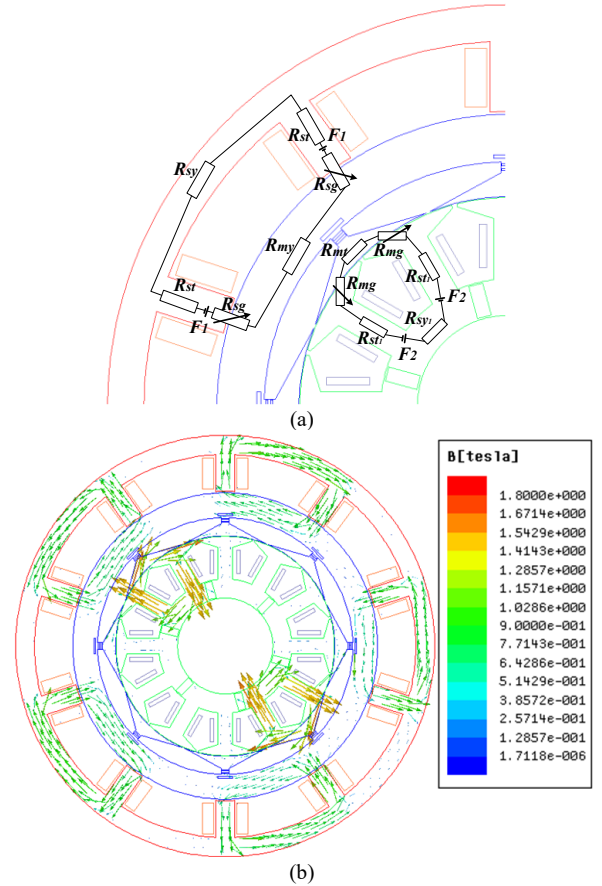 F1
Rst
Rsy
Rsg
Rmy
Rmt
Rmg
Rst1
Rmg
F2
Rst
Rsg
Rsy1
F1
Rst1
F2
(a)
B[tesla]
1.8000e+000
1.6714e+000
1.5429e+000
1.4143e+000
1.2857e+000
1.1571e+000
1.0286e+000
9.0000e-001
7.7143e-001
6.4286e-001
5.1429e-001
3.8572e-001
2.5714e-001
1.2857e-001
1.7118e-006
(b)